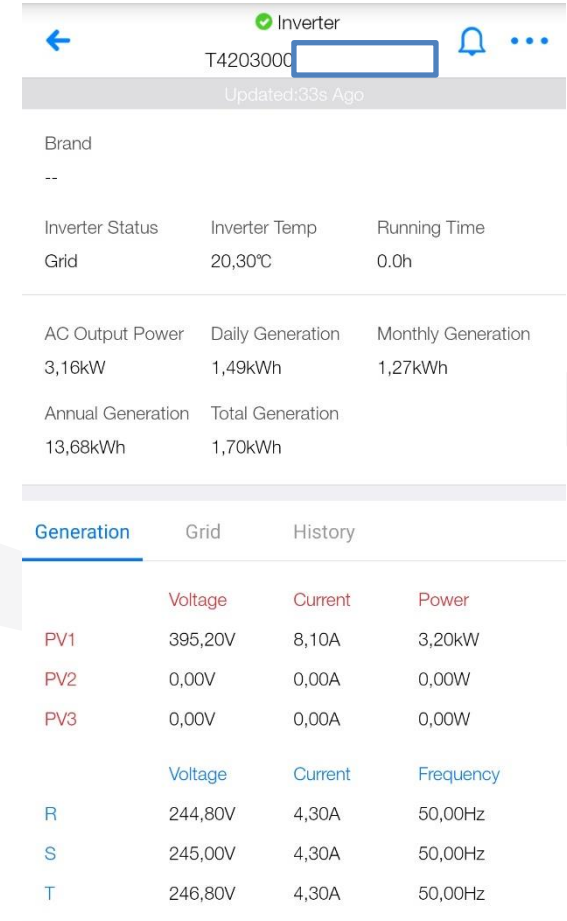 Inverter
T4203000
Updated:33s Ago
Brand
--
Inverter Status Inverter Temp Running Time
Grid 20,30℃ 0.0h
AC Output Power Daily Generation Monthly Generation
3,16kW 1,49kWh 1,27kWh
Annual Generation Total Generation
13,68kWh 1,70kWh
Generation Grid History
Voltage Current Power
PV1 395,20V 8,10A 3,20kW
PV2 0,00V 0,00A 0,00W
PV3 0,00V 0,00A 0,00W
Voltage Current Frequency
R 244,80V 4,30A 50,00Hz
S 245,00V 4,30A 50,00Hz
T 246,80V 4,30A 50,00Hz